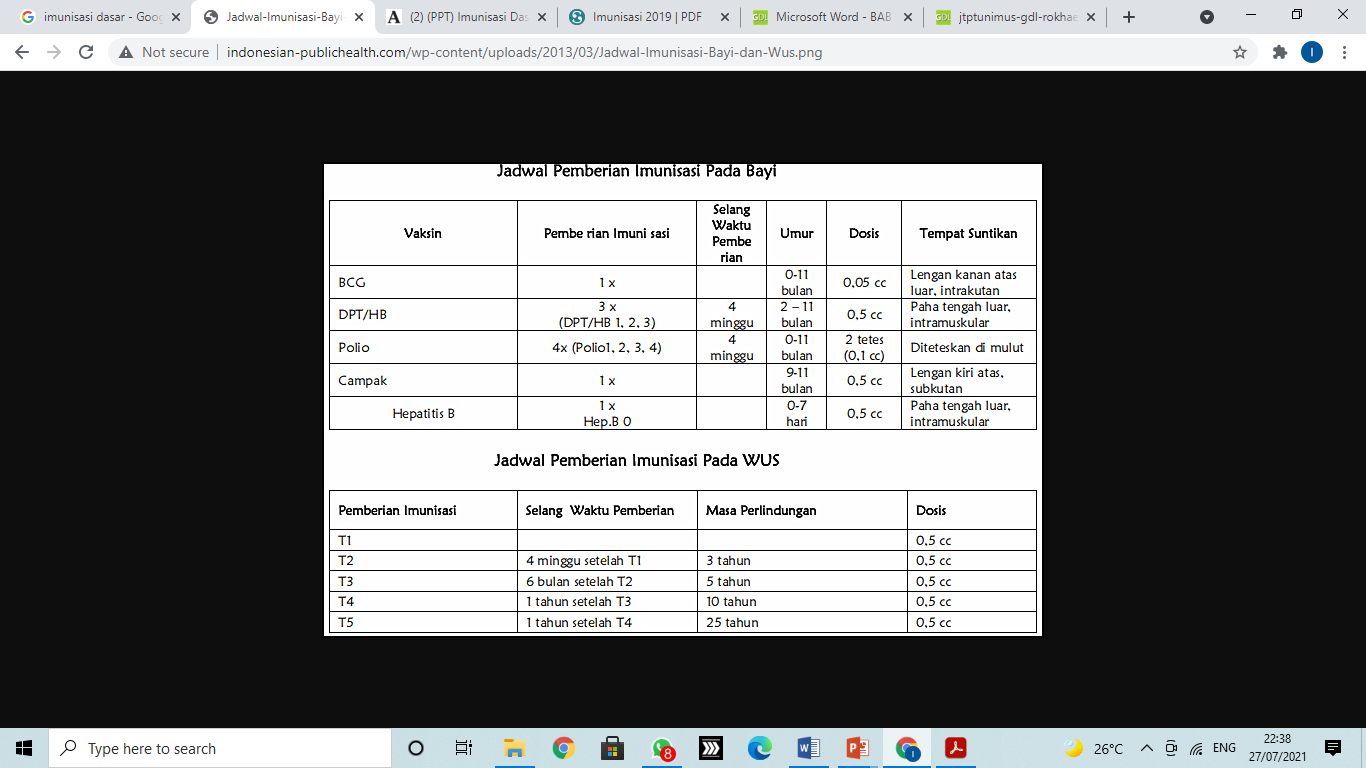 imunisasi dasar - Goog
Jadwal-Imunisasi-Bayi-
(2) (PPT) Imunisasi Das
Imunisasi 2019 | PDF
Microsoft Word - BAB
jtptunimus-gdl-rokhae
Not secure
indonesian-publichealth.com/wp-content/uploads/2013/03/Jadwal-Imunisasi-Bayi-dan-Wus.png
I
Jadwal Pemberian Imunisasi Pada Bayi
Vaksin
Pembe rian Imuni sasi
Selang
Waktu
Pembe
rian
Umur
Dosis
Tempat Suntikan
BCG
1 x
0-11
bulan
0,05 cc
Lengan kanan atas
luar, intrakutan
DPT/HB
3 x
(DPT/HB 1, 2, 3)
4
minggu
2 – 11
bulan
0,5 cc
Paha tengah luar,
intramuskular
Polio
4x (Polio1, 2, 3, 4)
4
minggu
0-11
bulan
2 tetes
(0,1 cc)
Diteteskan di mulut
Campak
1 x
9-11
bulan
0,5 cc
Lengan kiri atas,
subkutan
Hepatitis B
1 x
Hep.B 0
0-7
hari
0,5 cc
Paha tengah luar,
intramuskular
Jadwal Pemberian Imunisasi Pada WUS
Pemberian Imunisasi
Selang Waktu Pemberian
Masa Perlindungan
Dosis
T1
0,5 cc
T2
4 minggu setelah T1
3 tahun
0,5 cc
T3
6 bulan setelah T2
5 tahun
0,5 cc
T4
1 tahun setelah T3
10 tahun
0,5 cc
T5
1 tahun setelah T4
25 tahun
0,5 cc
Type here to search
8
I
26°C
ENG
22:38
27/07/2021